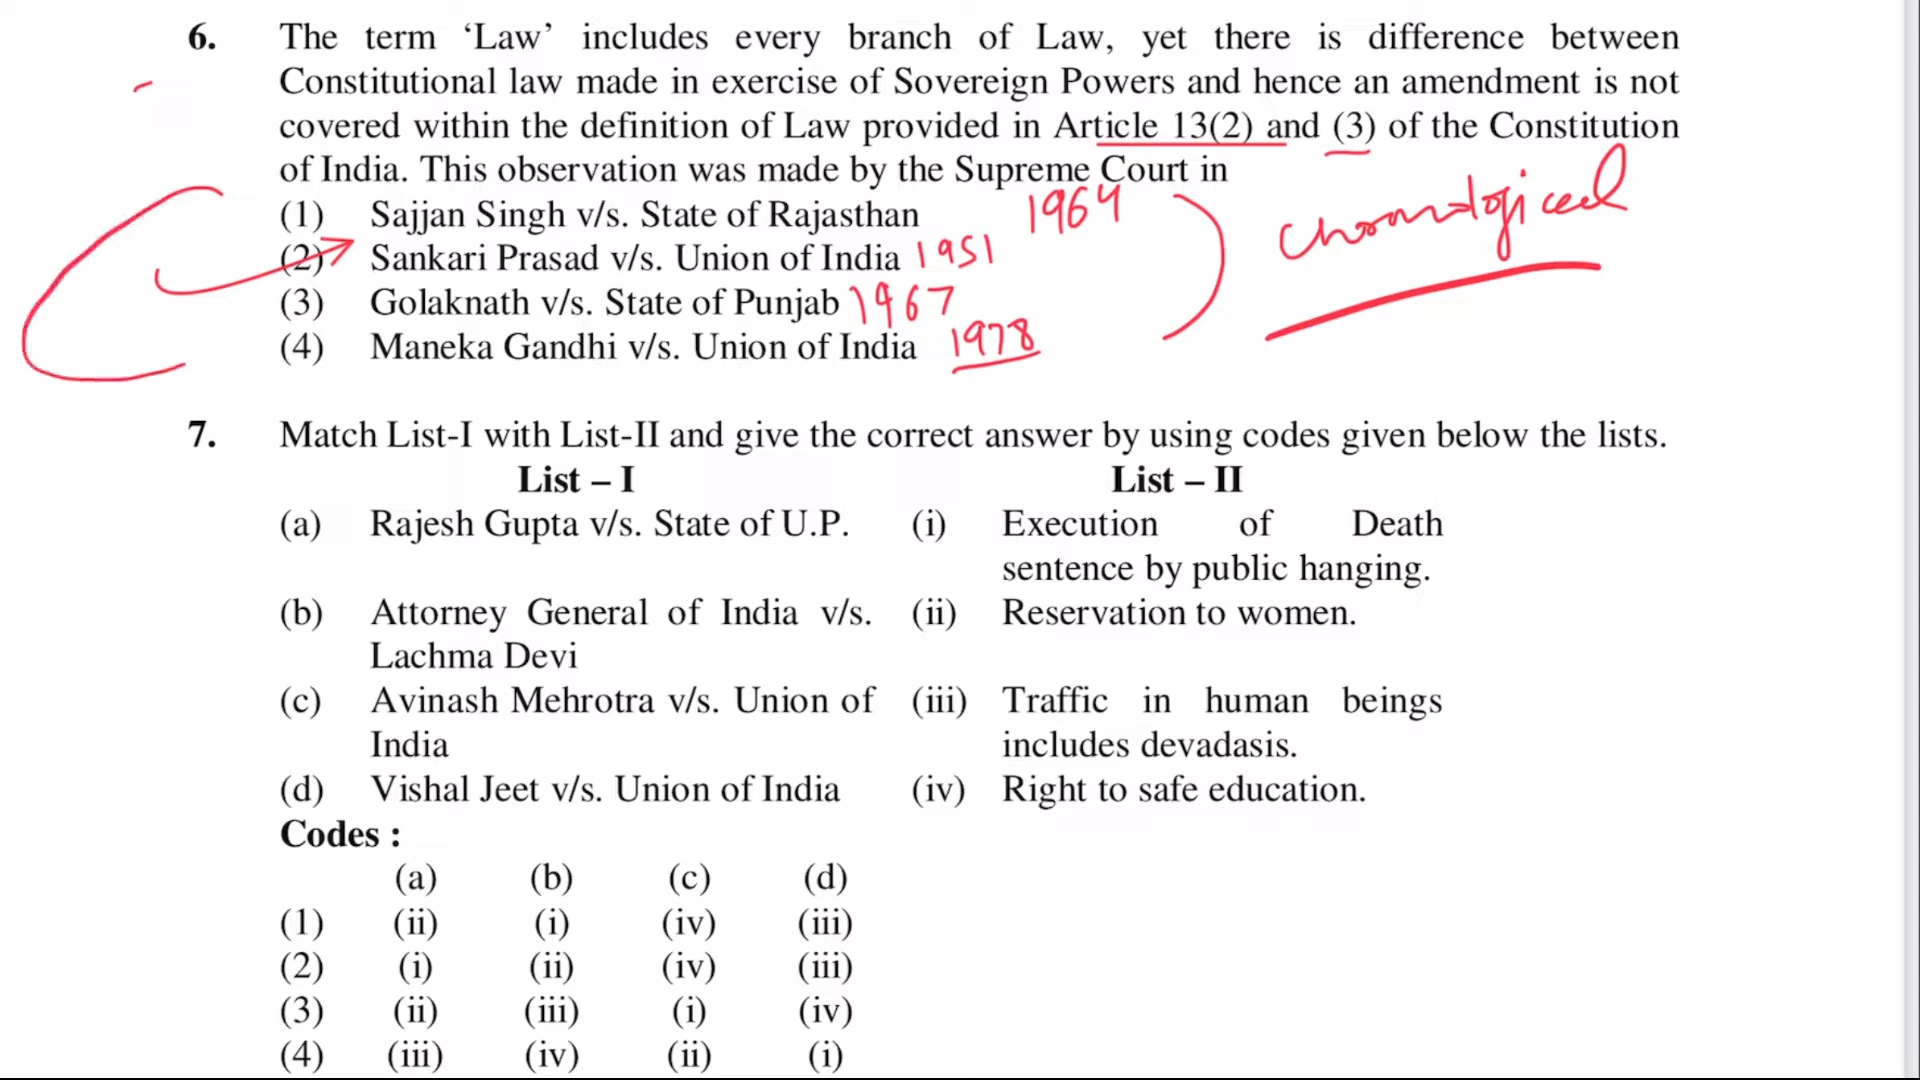 6. The term ‘Law’ includes every branch of Law, yet there is difference between
Constitutional law made in exercise of Sovereign Powers and hence an amendment is not
covered within the definition of Law provided in Article 13(2) and (3) of the Constitution
of India. This observation was made by the Supreme Court in
(1) Sajjan Singh v/s. State of Rajasthan 1964
(2) Sankari Prasad v/s. Union of India 1951
(3) Golaknath v/s. State of Punjab 1967
(4) Maneka Gandhi v/s. Union of India 1978
7. Match List-I with List-II and give the correct answer by using codes given below the lists.
List – I List – II
(a) Rajesh Gupta v/s. State of U.P. (i) Execution of Death
sentence by public hanging.
(b) Attorney General of India v/s. (ii) Reservation to women.
Lachma Devi
(c) Avinash Mehrotra v/s. Union of (iii) Traffic in human beings
India includes devadasis.
(d) Vishal Jeet v/s. Union of India (iv) Right to safe education.
Codes :
(a) (b) (c) (d)
(1) (ii) (i) (iv) (iii)
(2) (i) (ii) (iv) (iii)
(3) (ii) (iii) (i) (iv)
(4) (iii) (iv) (ii) (i)